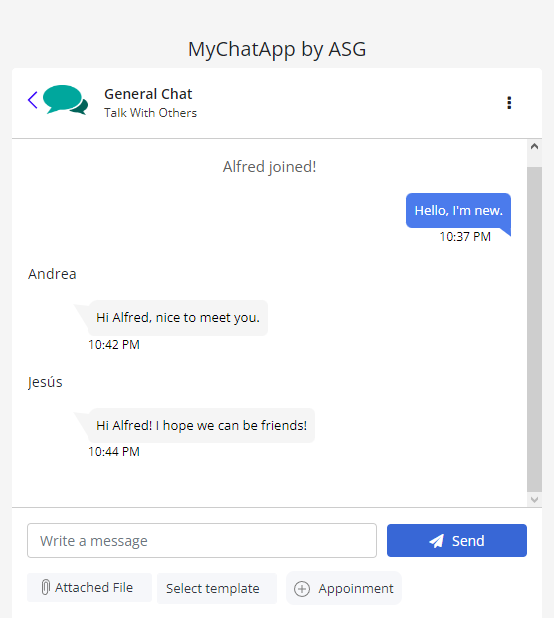 MyChatApp by ASG
General Chat
Talk With Others
Alfred joined!
Hello, I'm new.
10:37 PM
Andrea
Hi Alfred, nice to meet you.
10:42 PM
Jesús
Hi Alfred! I hope we can be friends!
10:44 PM
Write a message
Send
Attached File
Select template
Appoinment